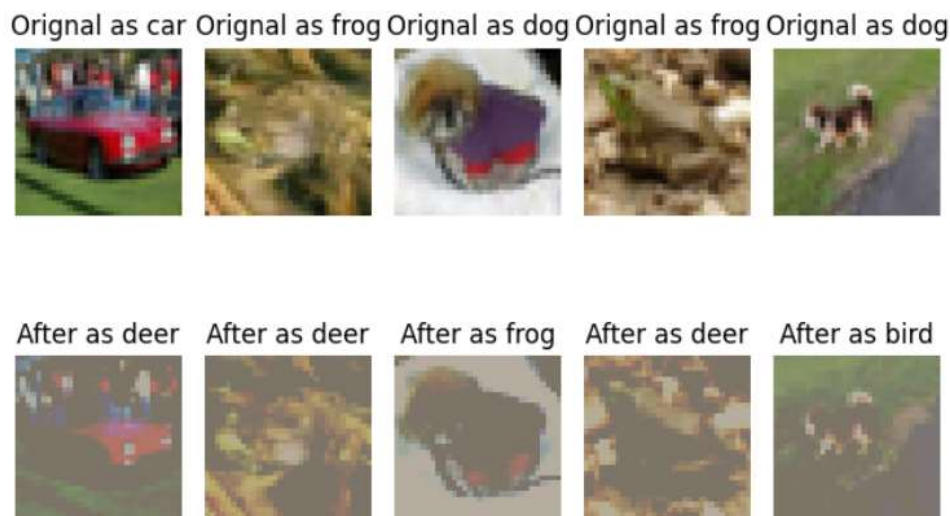 Orignal as car Orignal as frog Orignal as dog Orignal as frog Orignal as dog
After as deer After as deer After as frog After as deer After as bird